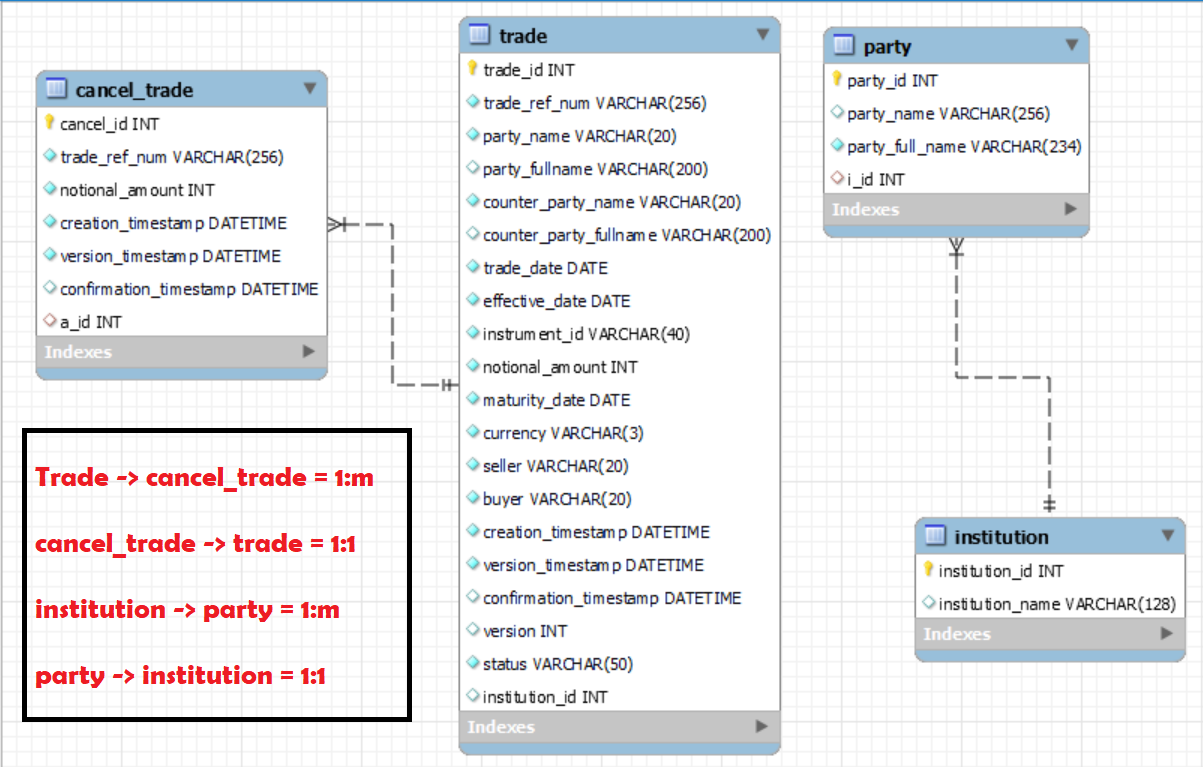 cancel_trade
cancel_id INT
trade_ref_num VARCHAR(256)
notional_amount INT
creation_timestamp DATETIME
version_timestamp DATETIME
confirmation_timestamp DATETIME
a_id INT
Indexes
trade
trade_id INT
trade_ref_num VARCHAR(256)
party_name VARCHAR(20)
party_fullname VARCHAR(200)
counter_party_name VARCHAR(20)
counter_party_fullname VARCHAR(200)
trade_date DATE
effective_date DATE
instrument_id VARCHAR(40)
notional_amount INT
maturity_date DATE
currency VARCHAR(3)
seller VARCHAR(20)
buyer VARCHAR(20)
creation_timestamp DATETIME
version_timestamp DATETIME
confirmation_timestamp DATETIME
version INT
status VARCHAR(50)
institution_id INT
Indexes
party
party_id INT
party_name VARCHAR(256)
party_full_name VARCHAR(234)
i_id INT
Indexes
institution
institution_id INT
institution_name VARCHAR(128)
Indexes
Trade -> cancel_trade = 1:m
cancel_trade -> trade = 1:1
institution -> party = 1:m
party -> institution = 1:1